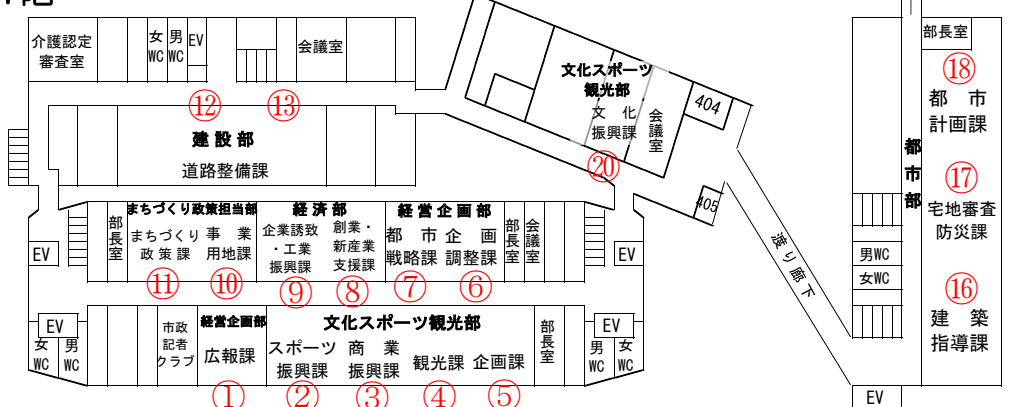 介護認定
審査室
女
WC
男
WC
EV
会議室
⑫
⑬
建設部
道路整備課
文化スポーツ
観光部
文化
振興課
会議室
404
405
⑳
渡り廊下
部長室
⑱
都市
計画課
都市部
⑰
宅地審査
防災課
男WC
女WC
⑯
建築
指導課
EV
EV
部長室
まちづくり政策担当部
まちづくり
政策課
事業
用地課
経済部
企業誘致
・工業
振興課
創業・
新産業
支援課
経営企画部
都市
戦略課
企画
調整課
部長室
会議室
EV
⑪
⑩
⑨
⑧
⑦
⑥
EV
女
WC
男
WC
市政
記者
クラブ
経営企画部
広報課
文化スポーツ観光部
スポーツ
振興課
商業
振興課
観光課
企画課
部長室
EV
男
WC
女
WC
①
②
③
④
⑤